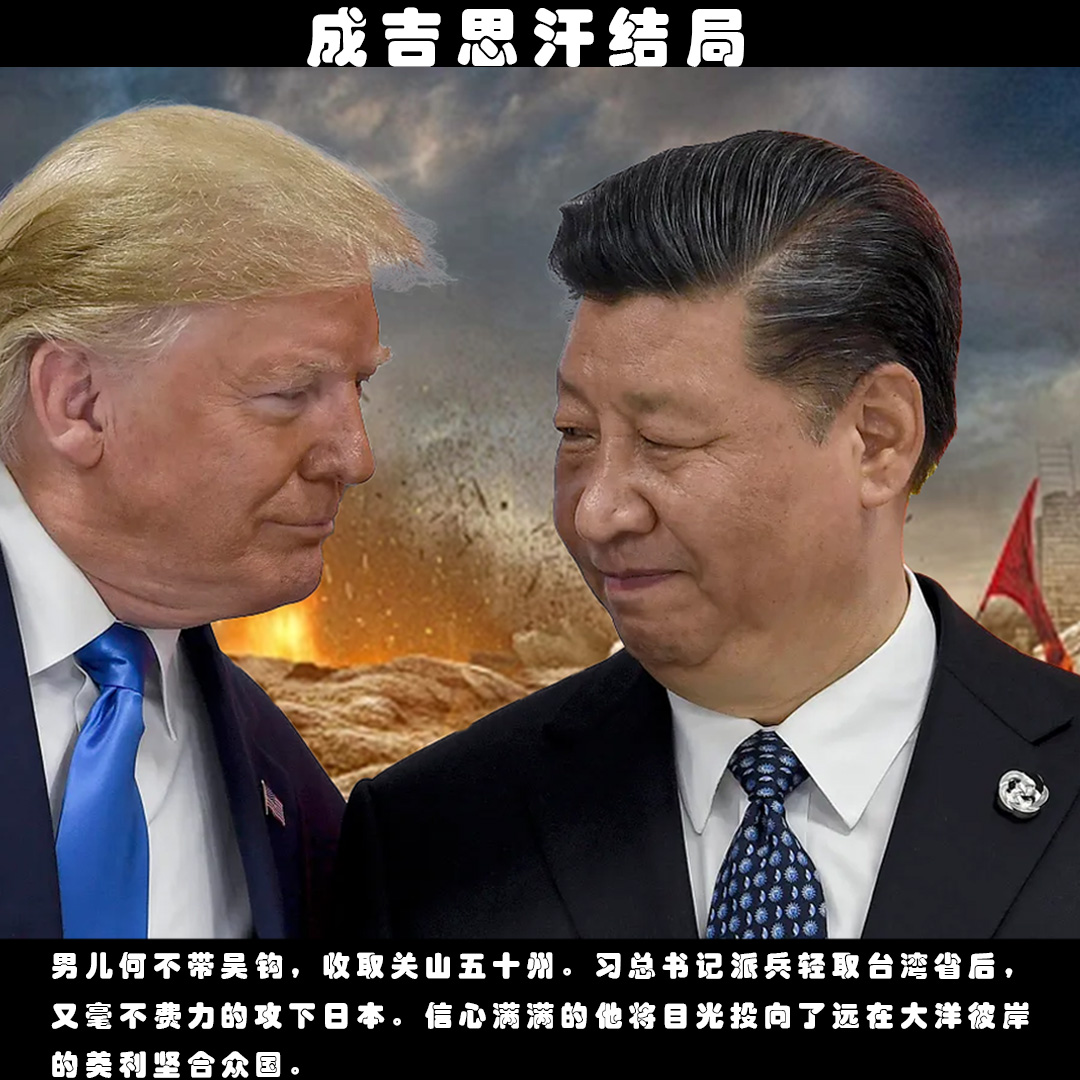 成吉思汗结局
男儿何不带吴钩，收取关山五十州。习总书记派兵轻取台湾省后，
又毫不费力的攻下日本。信心满满的他将目光投向了远在大洋彼岸
的美利坚合众国。